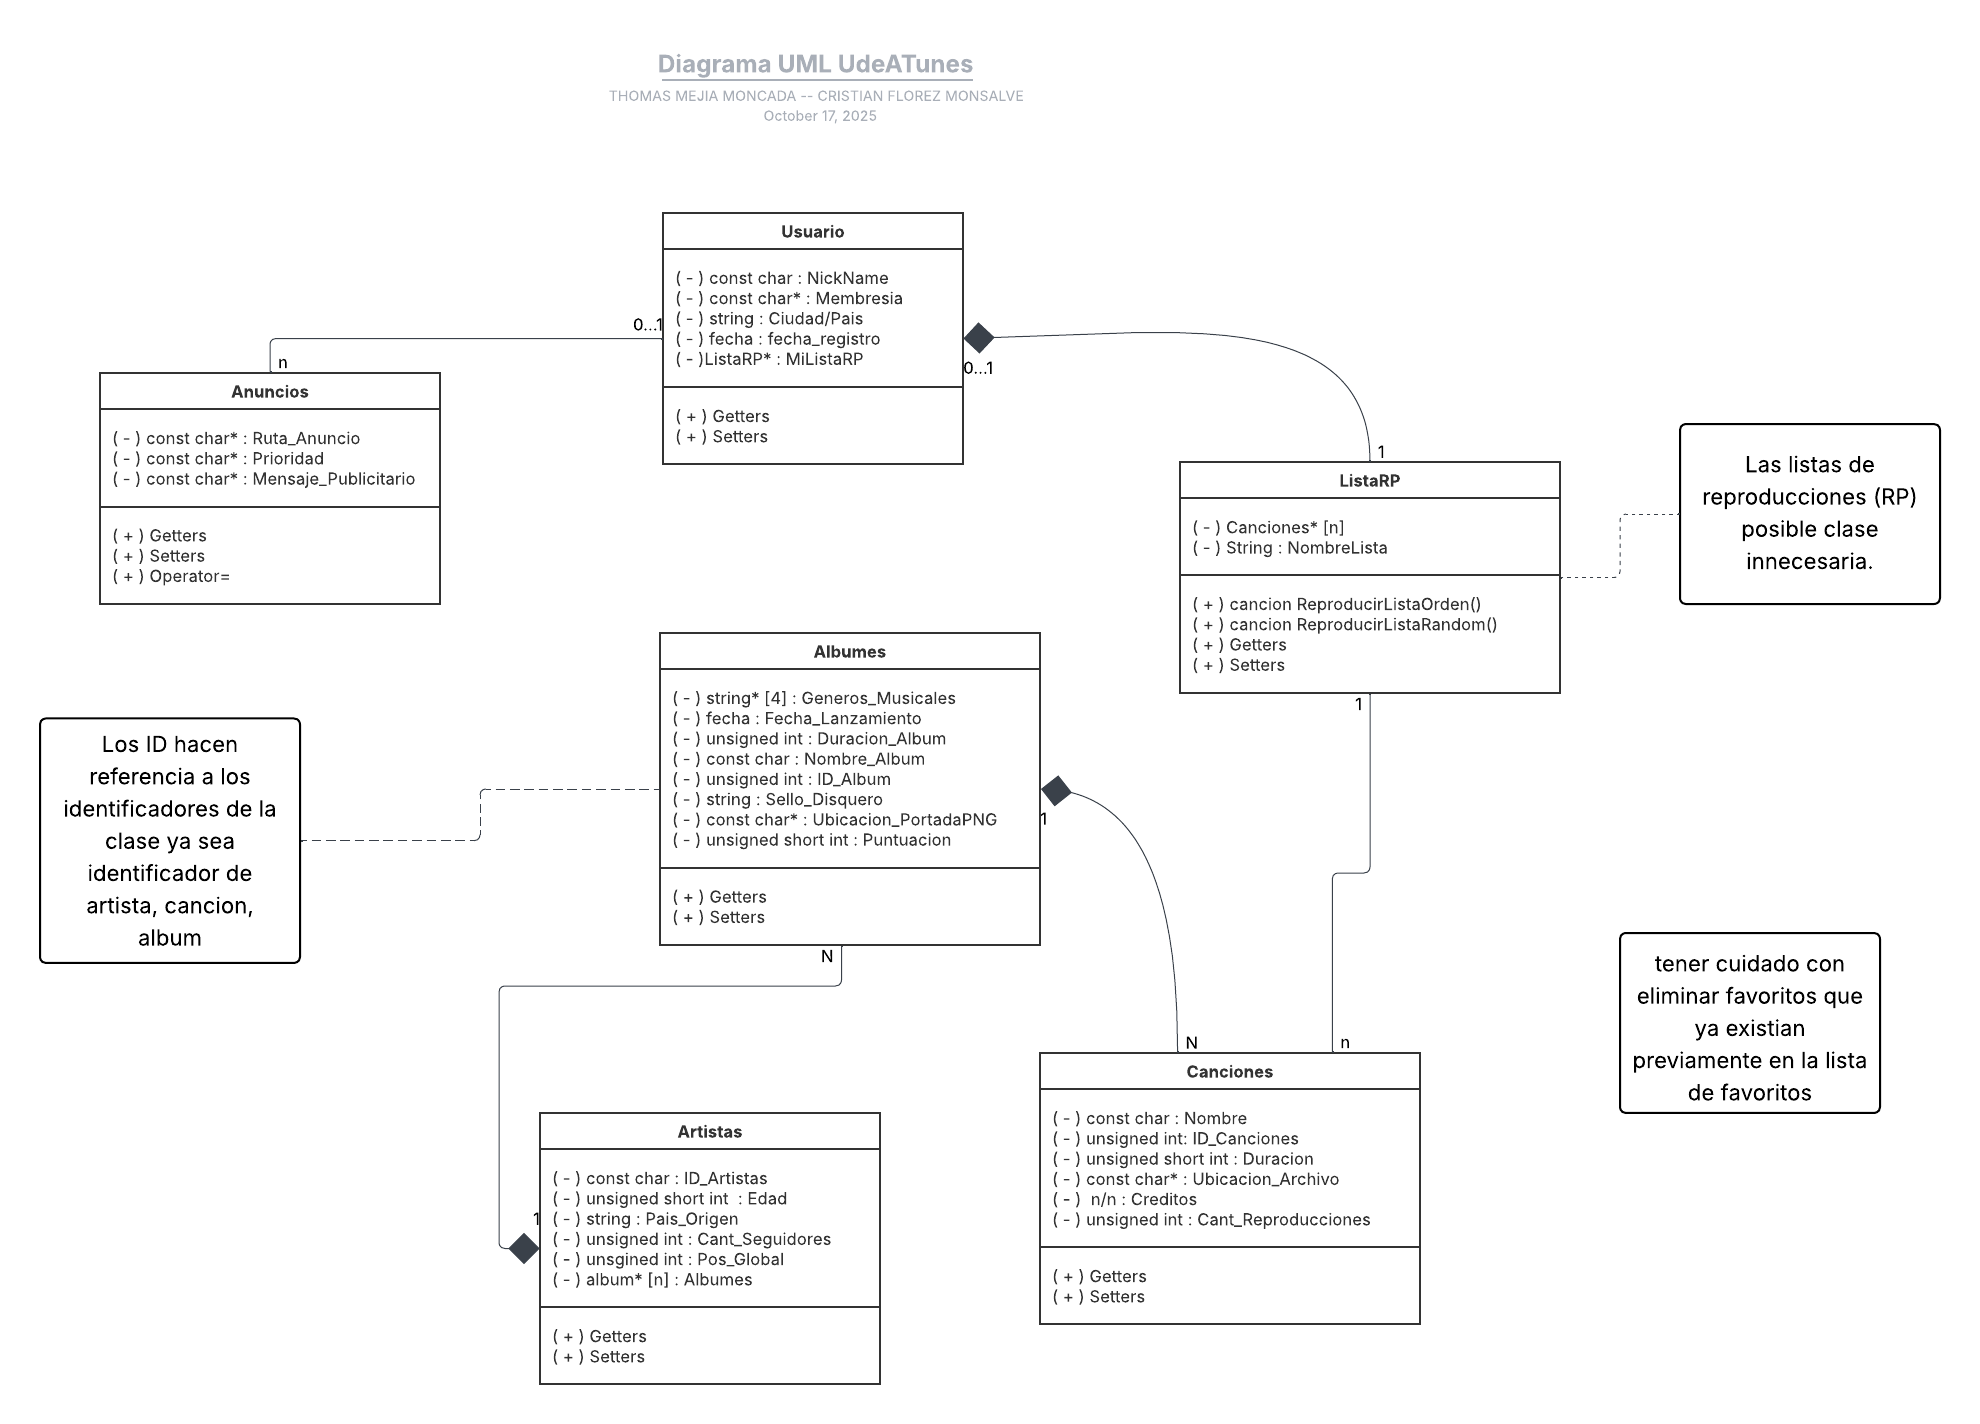 Diagrama UML UdeATunes
THOMAS MEJIA MONCADA -- CRISTIAN FLOREZ MONSALVE
October 17, 2025
Usuario
( - ) const char : NickName
( - ) const char* : Membresia
( - ) string : Ciudad/Pais
( - ) fecha : fecha_registro
( - )ListaRP* : MiListaRP
( + ) Getters
( + ) Setters
0...1
n
0...1
1
Anuncios
( - ) const char* : Ruta_Anuncio
( - ) const char* : Prioridad
( - ) const char* : Mensaje_Publicitario
( + ) Getters
( + ) Setters
( + ) Operator=
ListaRP
( - ) Canciones* [n]
( - ) String : NombreLista
( + ) cancion ReproducirListaOrden()
( + ) cancion ReproducirListaRandom()
( + ) Getters
( + ) Setters
1
Las listas de
reproducciones (RP)
posible clase
innecesaria.
Albumes
( - ) string* [4] : Generos_Musicales
( - ) fecha : Fecha_Lanzamiento
( - ) unsigned int : Duracion_Album
( - ) const char : Nombre_Album
( - ) unsigned int : ID_Album
( - ) string : Sello_Disquero
( - ) const char* : Ubicacion_PortadaPNG
( - ) unsigned short int : Puntuacion
( + ) Getters
( + ) Setters
1
N
Los ID hacen
referencia a los
identificadores de la
clase ya sea
identificador de
artista, cancion,
album
tener cuidado con
eliminar favoritos que
ya existian
previamente en la lista
de favoritos
N
n
Canciones
( - ) const char : Nombre
( - ) unsigned int: ID_Canciones
( - ) unsigned short int : Duracion
( - ) const char* : Ubicacion_Archivo
( - )  n/n : Creditos
( - ) unsigned int : Cant_Reproducciones
( + ) Getters
( + ) Setters
Artistas
( - ) const char : ID_Artistas
( - ) unsigned short int  : Edad
( - ) string : Pais_Origen
( - ) unsigned int : Cant_Seguidores
( - ) unsgined int : Pos_Global
( - ) album* [n] : Albumes
( + ) Getters
( + ) Setters
1